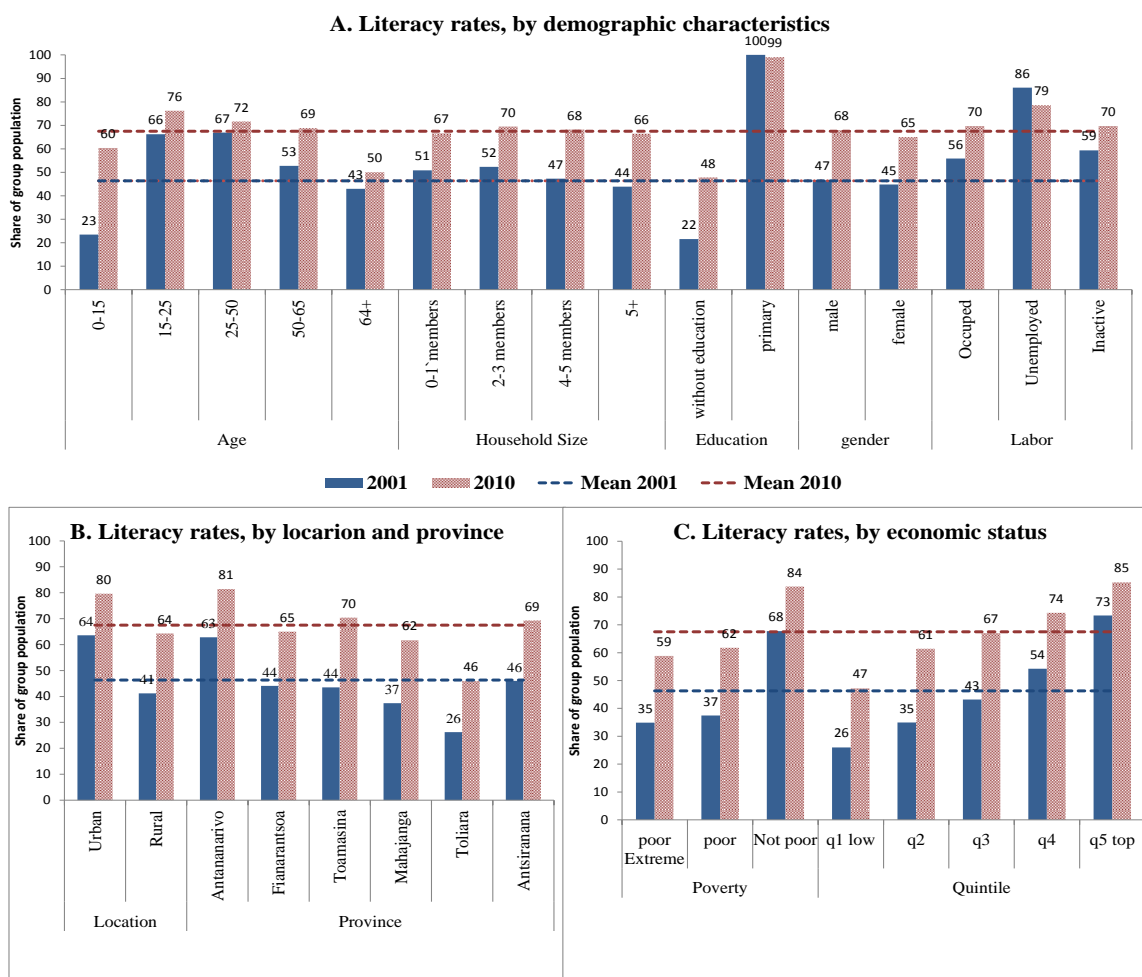 A. Literacy rates, by demographic characteristics
Share of group population
100
90
80
70
60
50
40
30
20
10
0
23 60 66 76 67 72 53 69 43 50 51 67 52 70 47 68 44 66 22 48 100 99 47 68 45 65 56 70 86 79 59 70
0-15 15-25 25-50 50-65 64+ 0-1`members 2-3 members 4-5 members 5+ without education primary male female Occuped Unemployed Inactive
Age Household Size Education gender Labor
2001 2010 Mean 2001 Mean 2010
B. Literacy rates, by locarion and province
Share of group population
100
90
80
70
60
50
40
30
20
10
0
64 80 41 64 63 81 44 65 44 70 37 62 26 46 46 69
Urban Rural Antananarivo Fianarantsoa Toamasina Mahajanga Toliara Antsiranana
Location Province
C. Literacy rates, by economic status
Share of group population
100
90
80
70
60
50
40
30
20
10
0
35 59 37 62 68 84 26 47 35 61 43 67 54 74 73 85
poor poor Not poor q1 low q2 q3 q4 q5 top
Extreme
Poverty Quintile